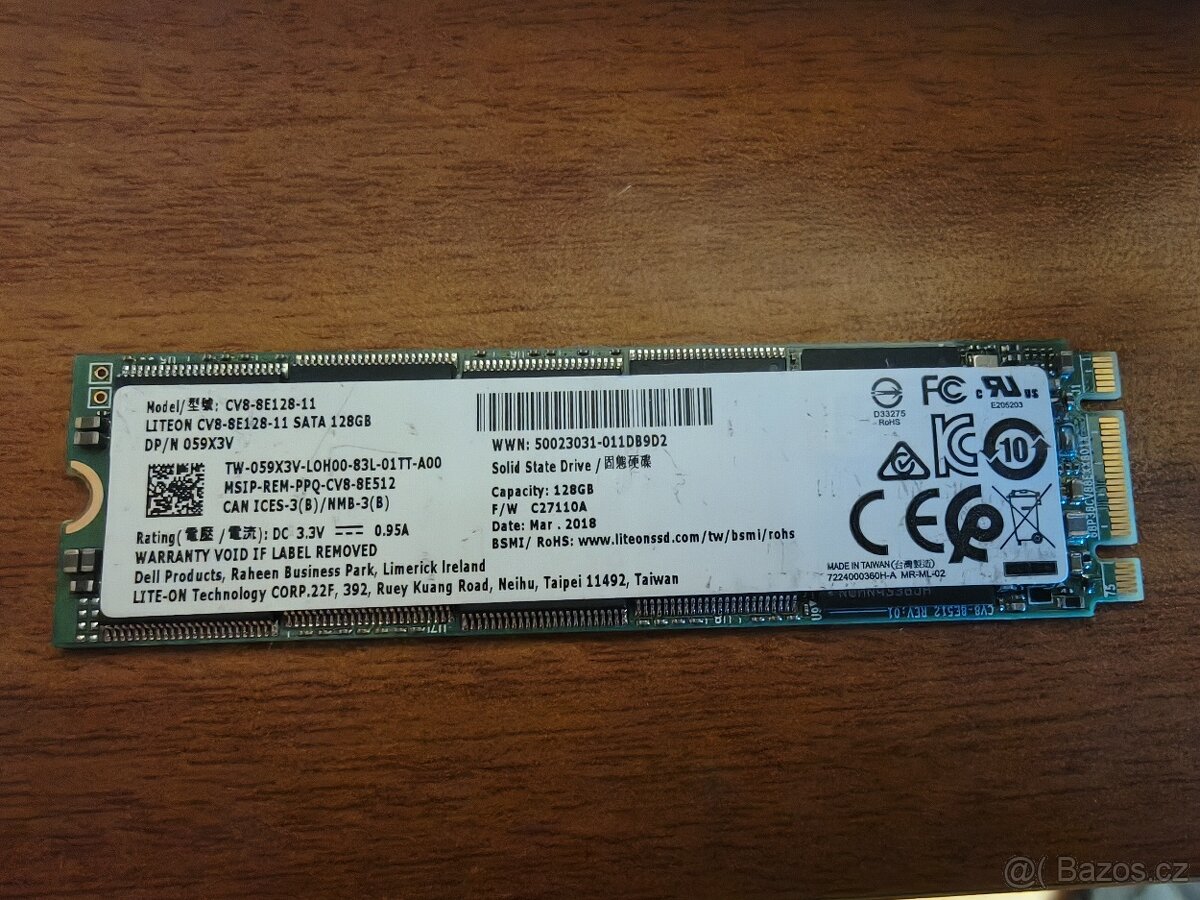 Model/型號: CV8-8E128-11
LITEON CV8-8E128-11 SATA 128GB
DP/N 059X3V
TW-059X3V-LOH00-83L-01TT-A00
MSIP-REM-PPQ-CV8-8E512
CAN ICES-3(B)/NMB-3(B)
Rating(電壓/電流): DC 3.3V 0.95A
WARRANTY VOID IF LABEL REMOVED
Dell Products, Raheen Business Park, Limerick Ireland
LITE-ON Technology CORP.22F, 392, Ruey Kuang Road, Neihu, Taipei 11492, Taiwan
WWN: 50023031-011DB9D2
Solid State Drive/固態硬碟
Capacity: 128GB
F/W C27110A
Date: Mar. 2018
BSMI/ RoHS: www.liteonssd.com/tw/bsmi/rohs
D33275
RoHS
FC
c RU us
E205203
KC
10
CE
MADE IN TAIWAN(台灣製造)
7224000360H-A MR-ML-02
CV8-8E512 REV:01
75
@( Bazos.cz